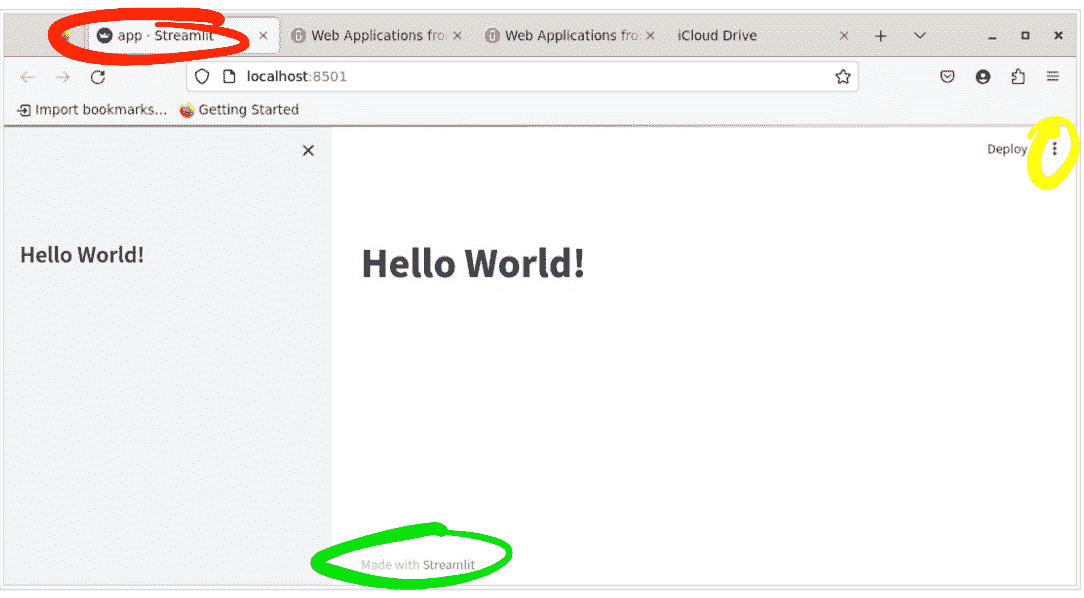 app · Streamlit
Web Applications fro
Web Applications fro
iCloud Drive
localhost:8501
Import bookmarks...
Getting Started
Deploy
Hello World!
Hello World!
Made with Streamlit